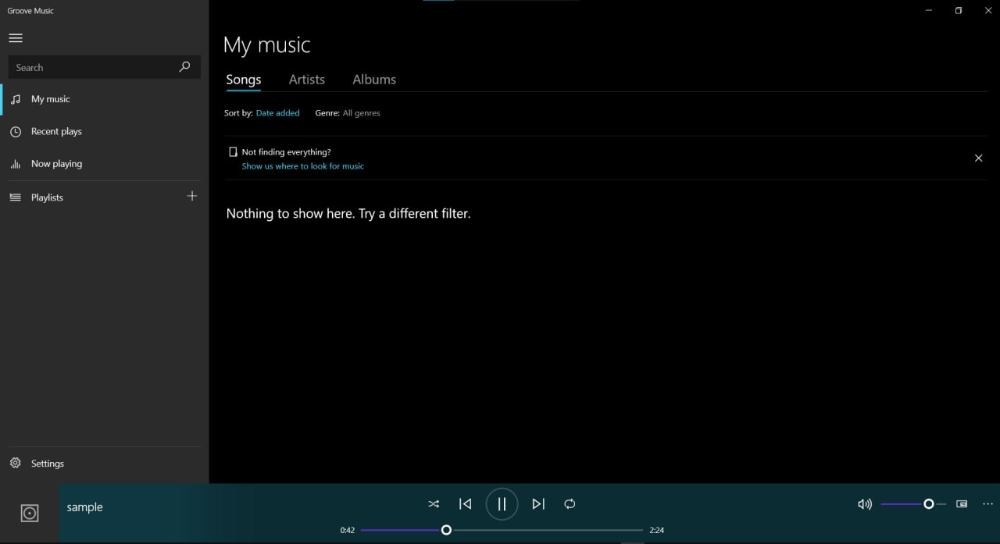 Groove Music
Search
My music
Recent plays
Now playing
Playlists
Settings
My music
Songs Artists Albums
Sort by: Date added Genre: All genres
Not finding everything?
Show us where to look for music
Nothing to show here. Try a different filter.
sample
0:42 2:24